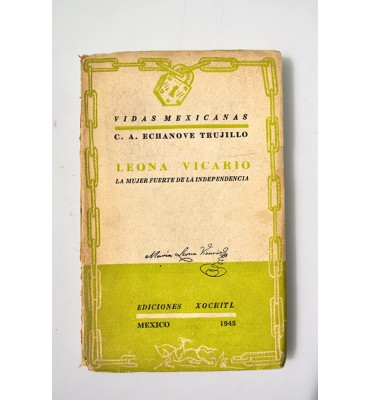 VIDAS MEXICANAS
C. A. ECHANOVE TRUJILLO
LEONA VICARIO
LA MUJER FUERTE DE LA INDEPENDENCIA
María Leona Vicario
EDICIONES XOCHITL
MEXICO 1945